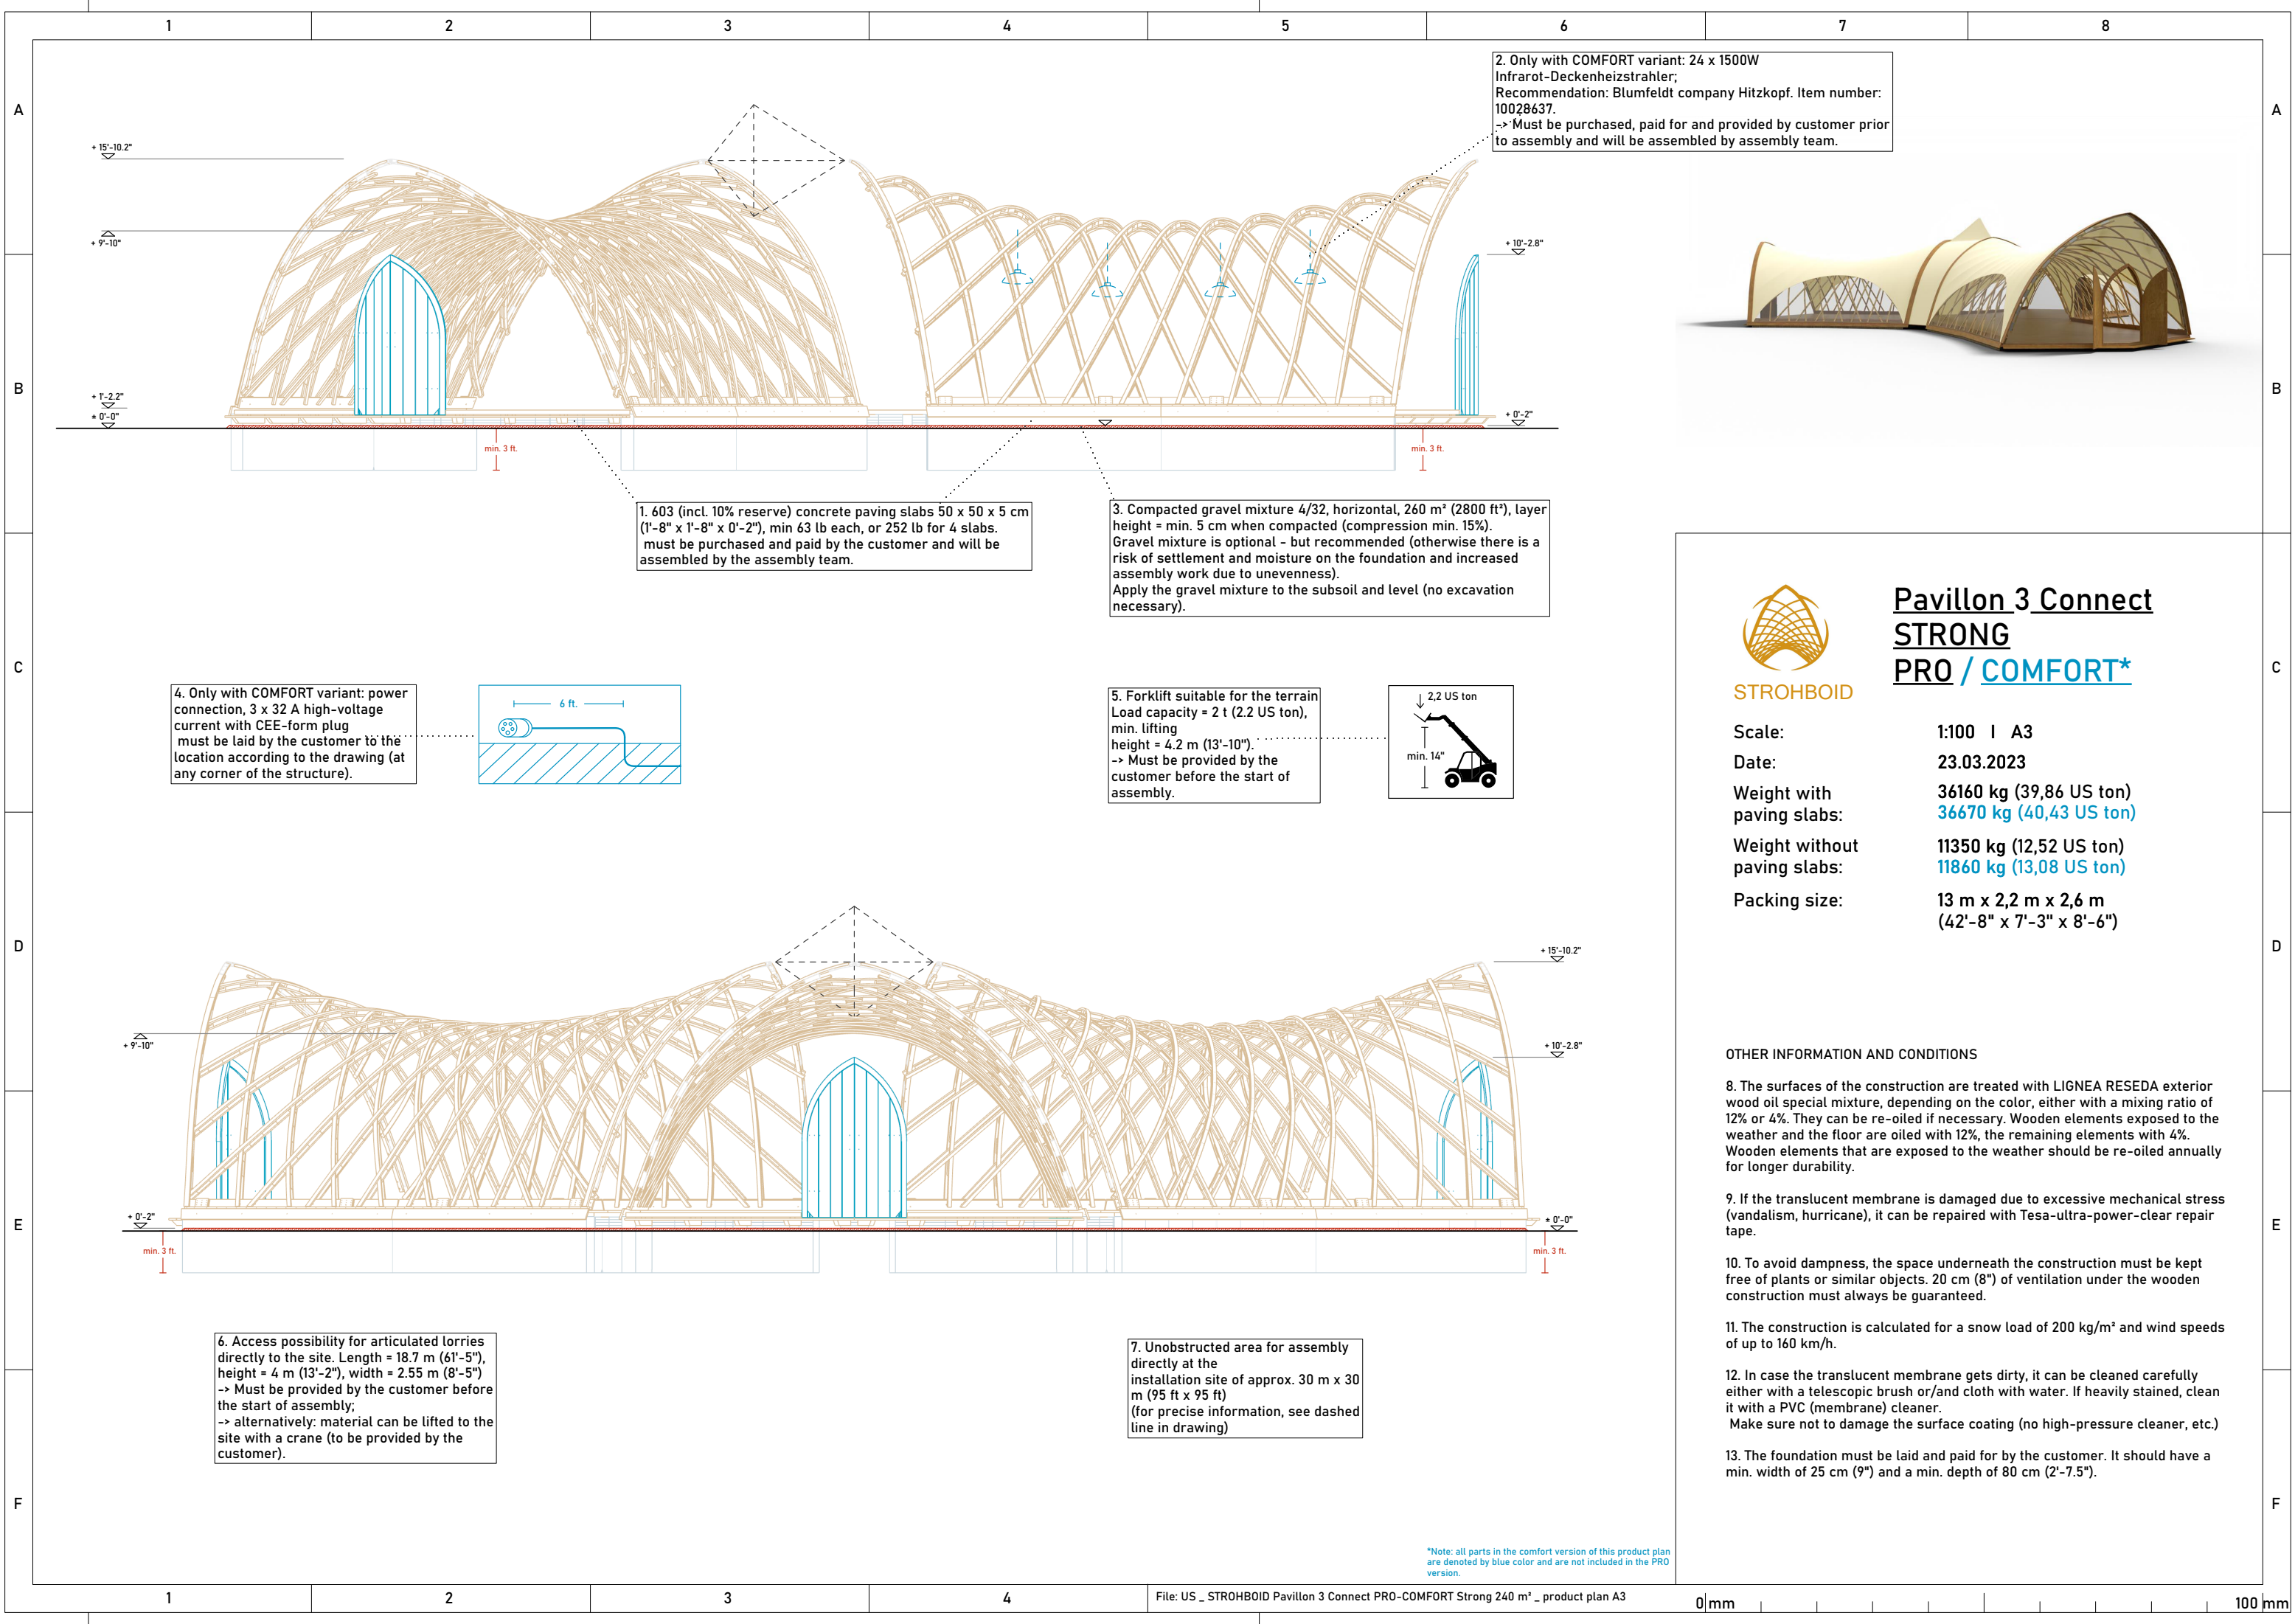 1 2 3 4 5 6 7 8
A
A
B
B
C
C
D
D
E
E
F
F
+ 15'-10.2"
+ 9'-10"
+ 1'-2.2"
± 0'-0"
+ 10'-2.8"
+ 0'-2"
min. 3 ft.
min. 3 ft.
2. Only with COMFORT variant: 24 x 1500W
Infrarot-Deckenheizstrahler;
Recommendation: Blumfeldt company Hitzkopf. Item number:
10028637.
-> Must be purchased, paid for and provided by customer prior
to assembly and will be assembled by assembly team.
1. 603 (incl. 10% reserve) concrete paving slabs 50 x 50 x 5 cm
(1'-8" x 1'-8" x 0'-2"), min 63 lb each, or 252 lb for 4 slabs.
must be purchased and paid by the customer and will be
assembled by the assembly team.
3. Compacted gravel mixture 4/32, horizontal, 260 m² (2800 ft²), layer
height = min. 5 cm when compacted (compression min. 15%).
Gravel mixture is optional - but recommended (otherwise there is a
risk of settlement and moisture on the foundation and increased
assembly work due to unevenness).
Apply the gravel mixture to the subsoil and level (no excavation
necessary).
4. Only with COMFORT variant: power
connection, 3 x 32 A high-voltage
current with CEE-form plug
must be laid by the customer to the
location according to the drawing (at
any corner of the structure).
6 ft.
5. Forklift suitable for the terrain
Load capacity = 2 t (2.2 US ton),
min. lifting
height = 4.2 m (13'-10").
-> Must be provided by the
customer before the start of
assembly.
2,2 US ton
min. 14"
STROHBOID
Pavillon 3 Connect
STRONG
PRO / COMFORT*
Scale: 1:100 I A3
Date: 23.03.2023
Weight with
paving slabs:
36160 kg (39,86 US ton)
36670 kg (40,43 US ton)
Weight without
paving slabs:
11350 kg (12,52 US ton)
11860 kg (13,08 US ton)
Packing size: 13 m x 2,2 m x 2,6 m
(42'-8" x 7'-3" x 8'-6")
+ 9'-10"
+ 0'-2"
+ 15'-10.2"
+ 10'-2.8"
± 0'-0"
min. 3 ft.
min. 3 ft.
6. Access possibility for articulated lorries
directly to the site. Length = 18.7 m (61'-5"),
height = 4 m (13'-2"), width = 2.55 m (8'-5")
-> Must be provided by the customer before
the start of assembly;
-> alternatively: material can be lifted to the
site with a crane (to be provided by the
customer).
7. Unobstructed area for assembly
directly at the
installation site of approx. 30 m x 30
m (95 ft x 95 ft)
(for precise information, see dashed
line in drawing)
OTHER INFORMATION AND CONDITIONS
8. The surfaces of the construction are treated with LIGNEA RESEDA exterior
wood oil special mixture, depending on the color, either with a mixing ratio of
12% or 4%. They can be re-oiled if necessary. Wooden elements exposed to the
weather and the floor are oiled with 12%, the remaining elements with 4%.
Wooden elements that are exposed to the weather should be re-oiled annually
for longer durability.
9. If the translucent membrane is damaged due to excessive mechanical stress
(vandalism, hurricane), it can be repaired with Tesa-ultra-power-clear repair
tape.
10. To avoid dampness, the space underneath the construction must be kept
free of plants or similar objects. 20 cm (8") of ventilation under the wooden
construction must always be guaranteed.
11. The construction is calculated for a snow load of 200 kg/m² and wind speeds
of up to 160 km/h.
12. In case the translucent membrane gets dirty, it can be cleaned carefully
either with a telescopic brush or/and cloth with water. If heavily stained, clean
it with a PVC (membrane) cleaner.
Make sure not to damage the surface coating (no high-pressure cleaner, etc.)
13. The foundation must be laid and paid for by the customer. It should have a
min. width of 25 cm (9") and a min. depth of 80 cm (2'-7.5").
*Note: all parts in the comfort version of this product plan
are denoted by blue color and are not included in the PRO
version.
1 2 3 4
File: US _ STROHBOID Pavillon 3 Connect PRO-COMFORT Strong 240 m² _ product plan A3
0 mm 100 mm